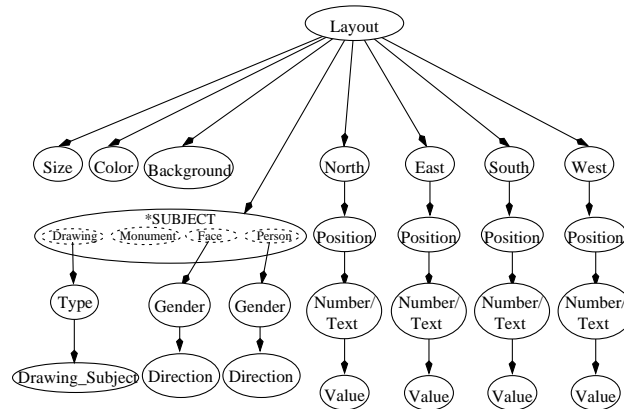 Layout
Size Color Background North East South West
*SUBJECT
Drawing Monument Face Person
Position Position Position Position
Type Gender Gender
Number/ Number/ Number/ Number/
Text Text Text Text
Drawing_Subject Direction Direction
Value Value Value Value